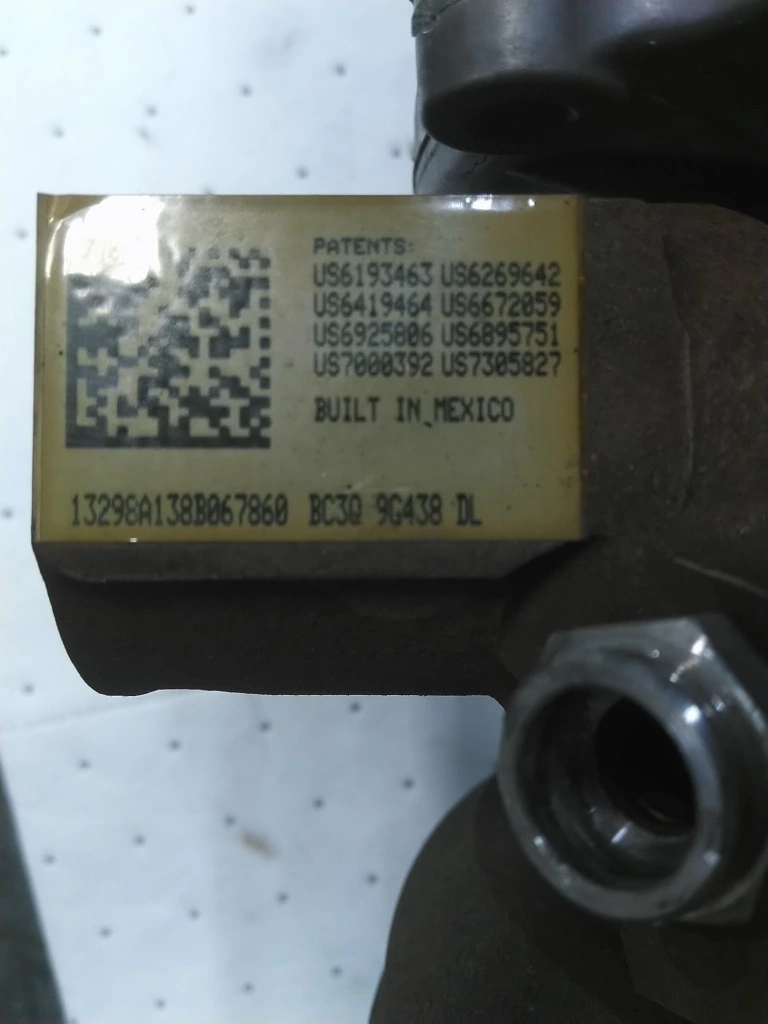 PATENTS:
US6193463 US6269642
US6419464 US6672059
US6925806 US6895751
US7000392 US7305827
BUILT IN MEXICO
13298A138B067860 BC3Q 9G438 DL